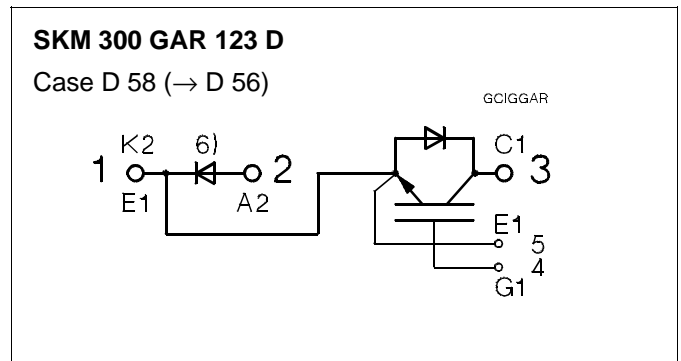 SKM 300 GAR 123 D
Case D 58 (→ D 56)
GCIGGAR
K2 6) C1
1 2 3
E1 A2
E1
5
4
G1